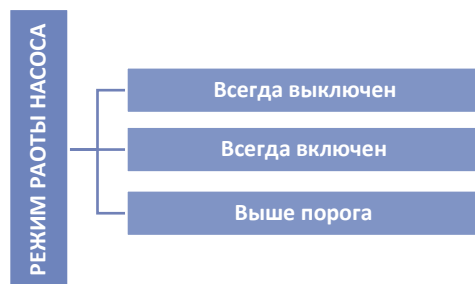 РЕЖИМ РАОТЫ НАСОСА
Всегда выключен
Всегда включен
Выше порога